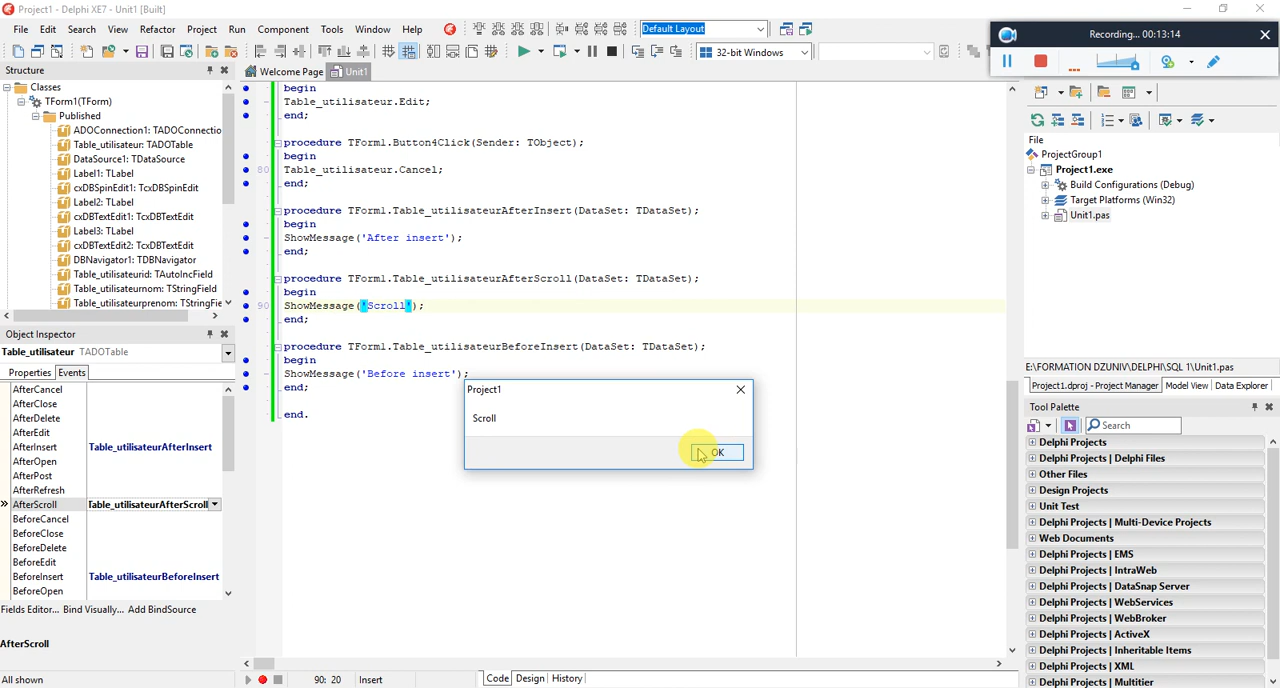 Project1 - Delphi XE7 - Unit1 [Built]
File Edit Search View Refactor Project Run Component Tools Window Help
Default Layout
Recording... 00:13:14
32-bit Windows
Structure
Welcome Page Unit1
Classes
TForm1(TForm)
Published
ADOConnection1: TADOConnectio
Table_utilisateur: TADOTable
DataSource1: TDataSource
Label1: TLabel
cxDBSpinEdit1: TcxDBSpinEdit
Label2: TLabel
cxDBTextEdit1: TcxDBTextEdit
Label3: TLabel
cxDBTextEdit2: TcxDBTextEdit
DBNavigator1: TDBNavigator
Table_utilisateurid: TAutoIncField
Table_utilisateurnom: TStringField
Table_utilisateurprenom: TStringFie
Object Inspector
Table_utilisateur TADOTable
Properties Events
AfterCancel
AfterClose
AfterDelete
AfterEdit
AfterInsert Table_utilisateurAfterInsert
AfterOpen
AfterPost
AfterRefresh
AfterScroll Table_utilisateurAfterScroll
BeforeCancel
BeforeClose
BeforeDelete
BeforeEdit
BeforeInsert Table_utilisateurBeforeInsert
BeforeOpen
Fields Editor... Bind Visually... Add BindSource
AfterScroll
All shown
begin
Table_utilisateur.Edit;
end;
procedure TForm1.Button4Click(Sender: TObject);
begin
80 Table_utilisateur.Cancel;
end;
procedure TForm1.Table_utilisateurAfterInsert(DataSet: TDataSet);
begin
ShowMessage('After insert');
end;
procedure TForm1.Table_utilisateurAfterScroll(DataSet: TDataSet);
begin
90 ShowMessage('Scroll');
end;
procedure TForm1.Table_utilisateurBeforeInsert(DataSet: TDataSet);
begin
ShowMessage('Before insert');
end;
end.
Project1
Scroll
OK
90: 20 Insert Code Design History
File
ProjectGroup1
Project1.exe
Build Configurations (Debug)
Target Platforms (Win32)
Unit1.pas
E:\FORMATION DZUNIV\DELPHI\SQL 1\Unit1.pas
Project1.dproj - Project Manager Model View Data Explorer
Tool Palette
Search
Delphi Projects
Delphi Projects | Delphi Files
Other Files
Design Projects
Unit Test
Delphi Projects | Multi-Device Projects
Web Documents
Delphi Projects | EMS
Delphi Projects | IntraWeb
Delphi Projects | DataSnap Server
Delphi Projects | WebServices
Delphi Projects | WebBroker
Delphi Projects | ActiveX
Delphi Projects | Inheritable Items
Delphi Projects | XML
Delphi Projects | Multitier